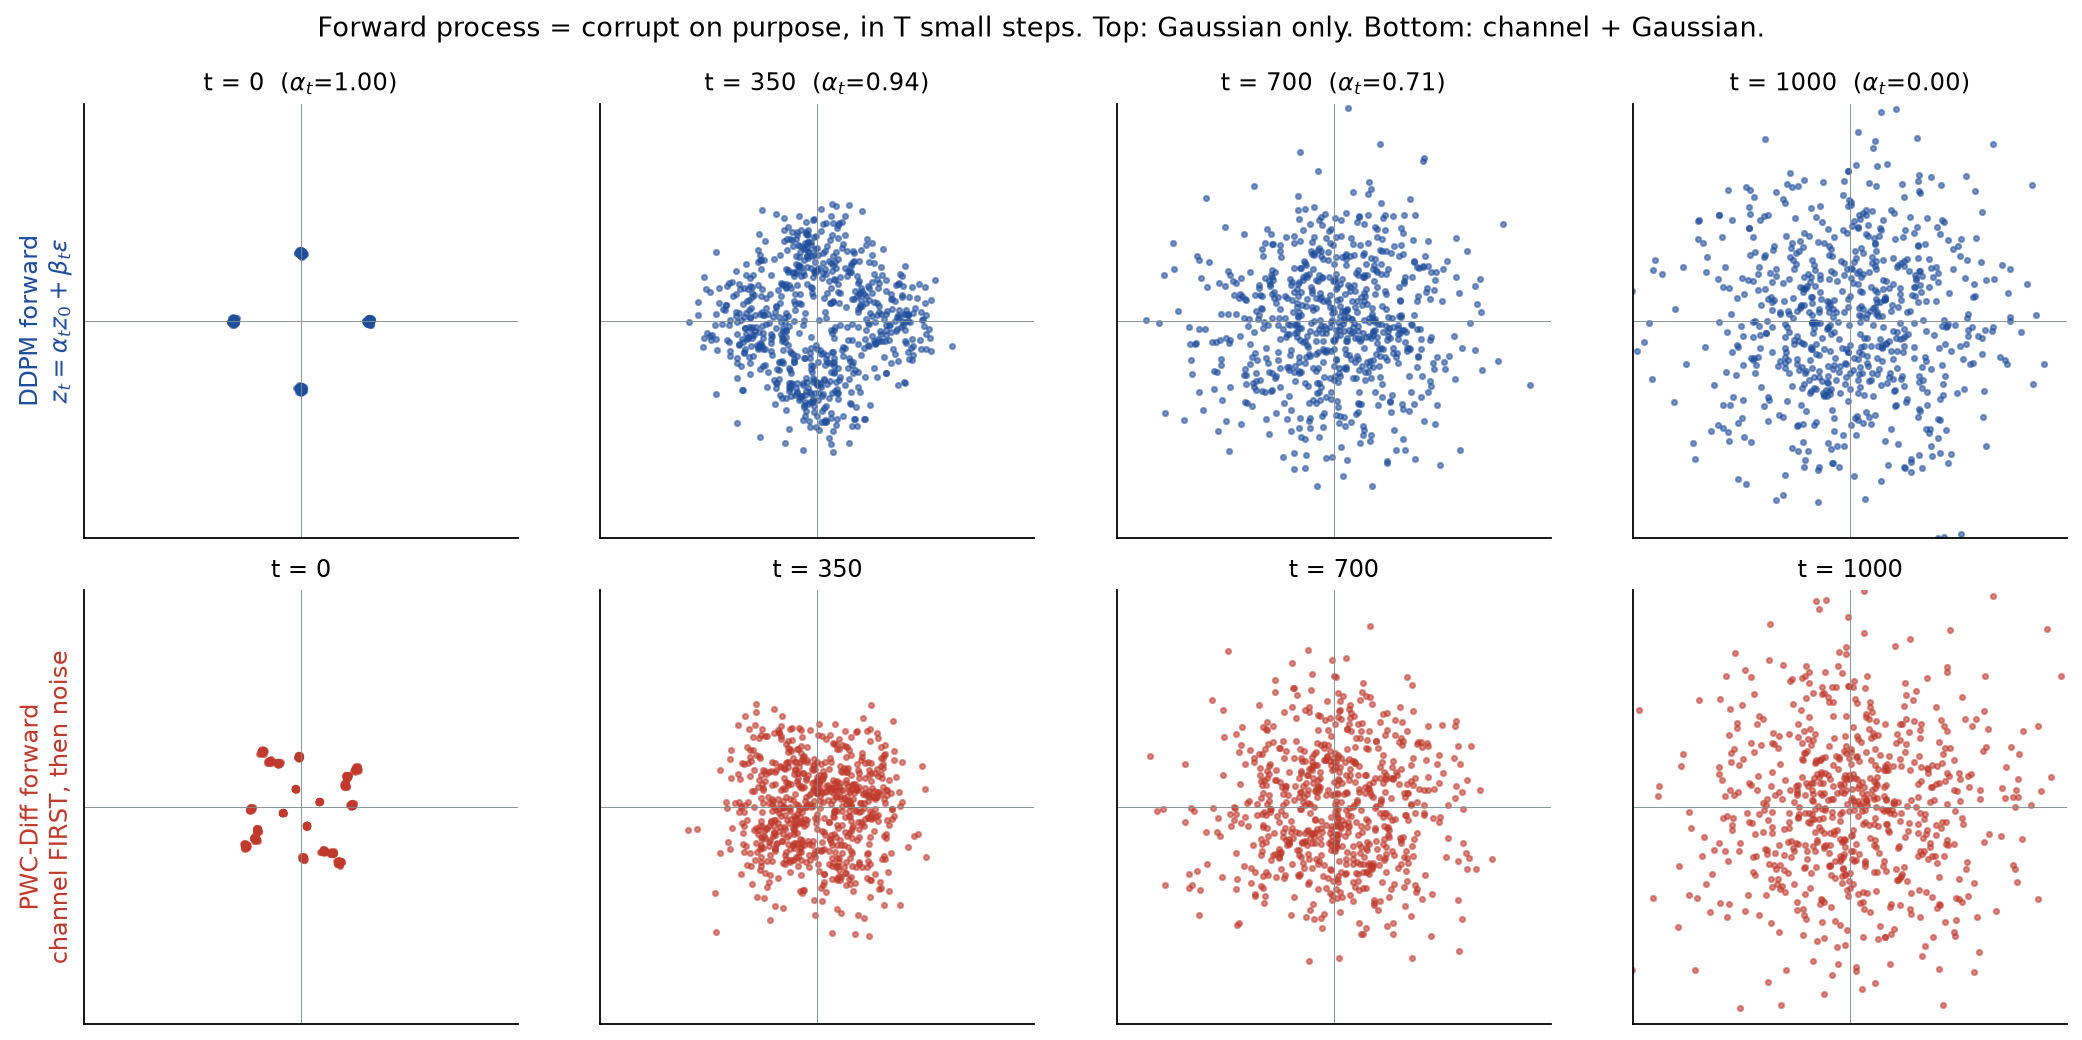 Forward process = corrupt on purpose, in T small steps. Top: Gaussian only. Bottom: channel + Gaussian.
t = 0 (αₜ=1.00)
t = 350 (αₜ=0.94)
t = 700 (αₜ=0.71)
t = 1000 (αₜ=0.00)
DDPM forward
zₜ = αₜz₀ + βₜε
t = 0
t = 350
t = 700
t = 1000
PWC-Diff forward
channel FIRST, then noise